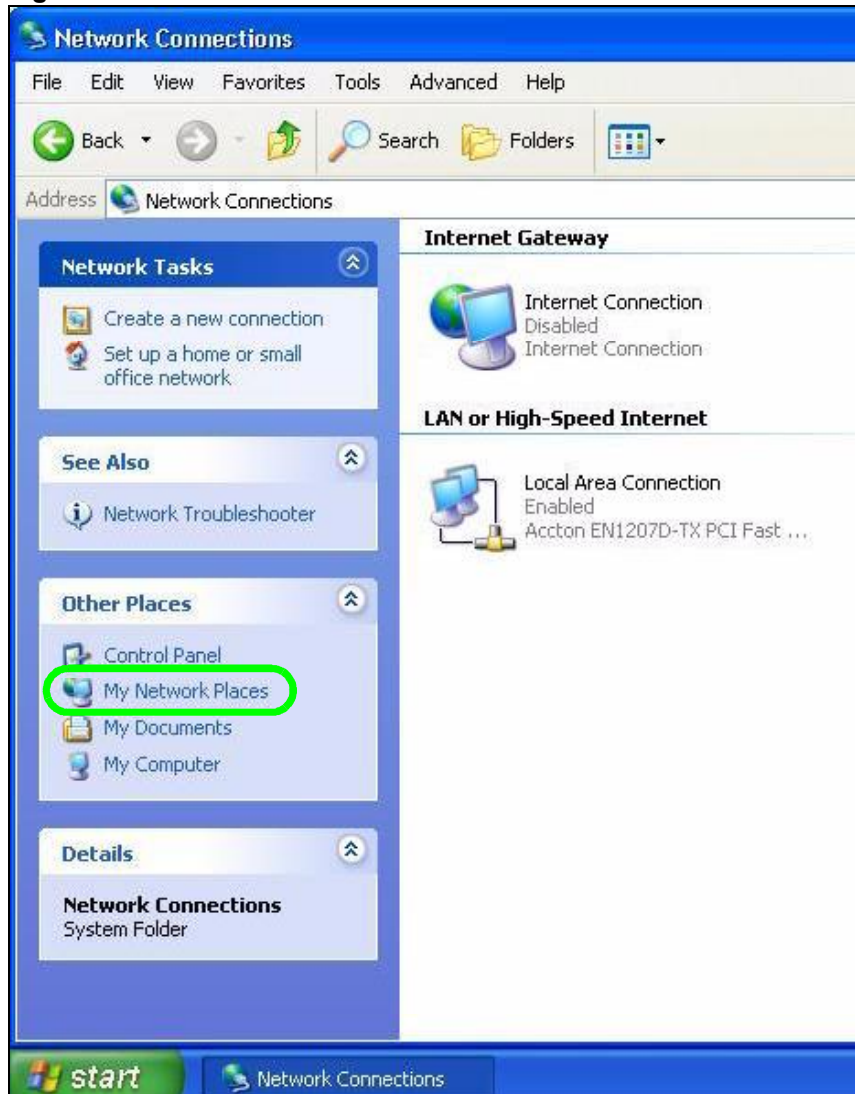 Network Connections
File Edit View Favorites Tools Advanced Help
Back Search Folders
Address Network Connections
Network Tasks
Create a new connection
Set up a home or small
office network
See Also
Network Troubleshooter
Other Places
Control Panel
My Network Places
My Documents
My Computer
Details
Network Connections
System Folder
Internet Gateway
Internet Connection
Disabled
Internet Connection
LAN or High-Speed Internet
Local Area Connection
Enabled
Accton EN1207D-TX PCI Fast ...
start Network Connections